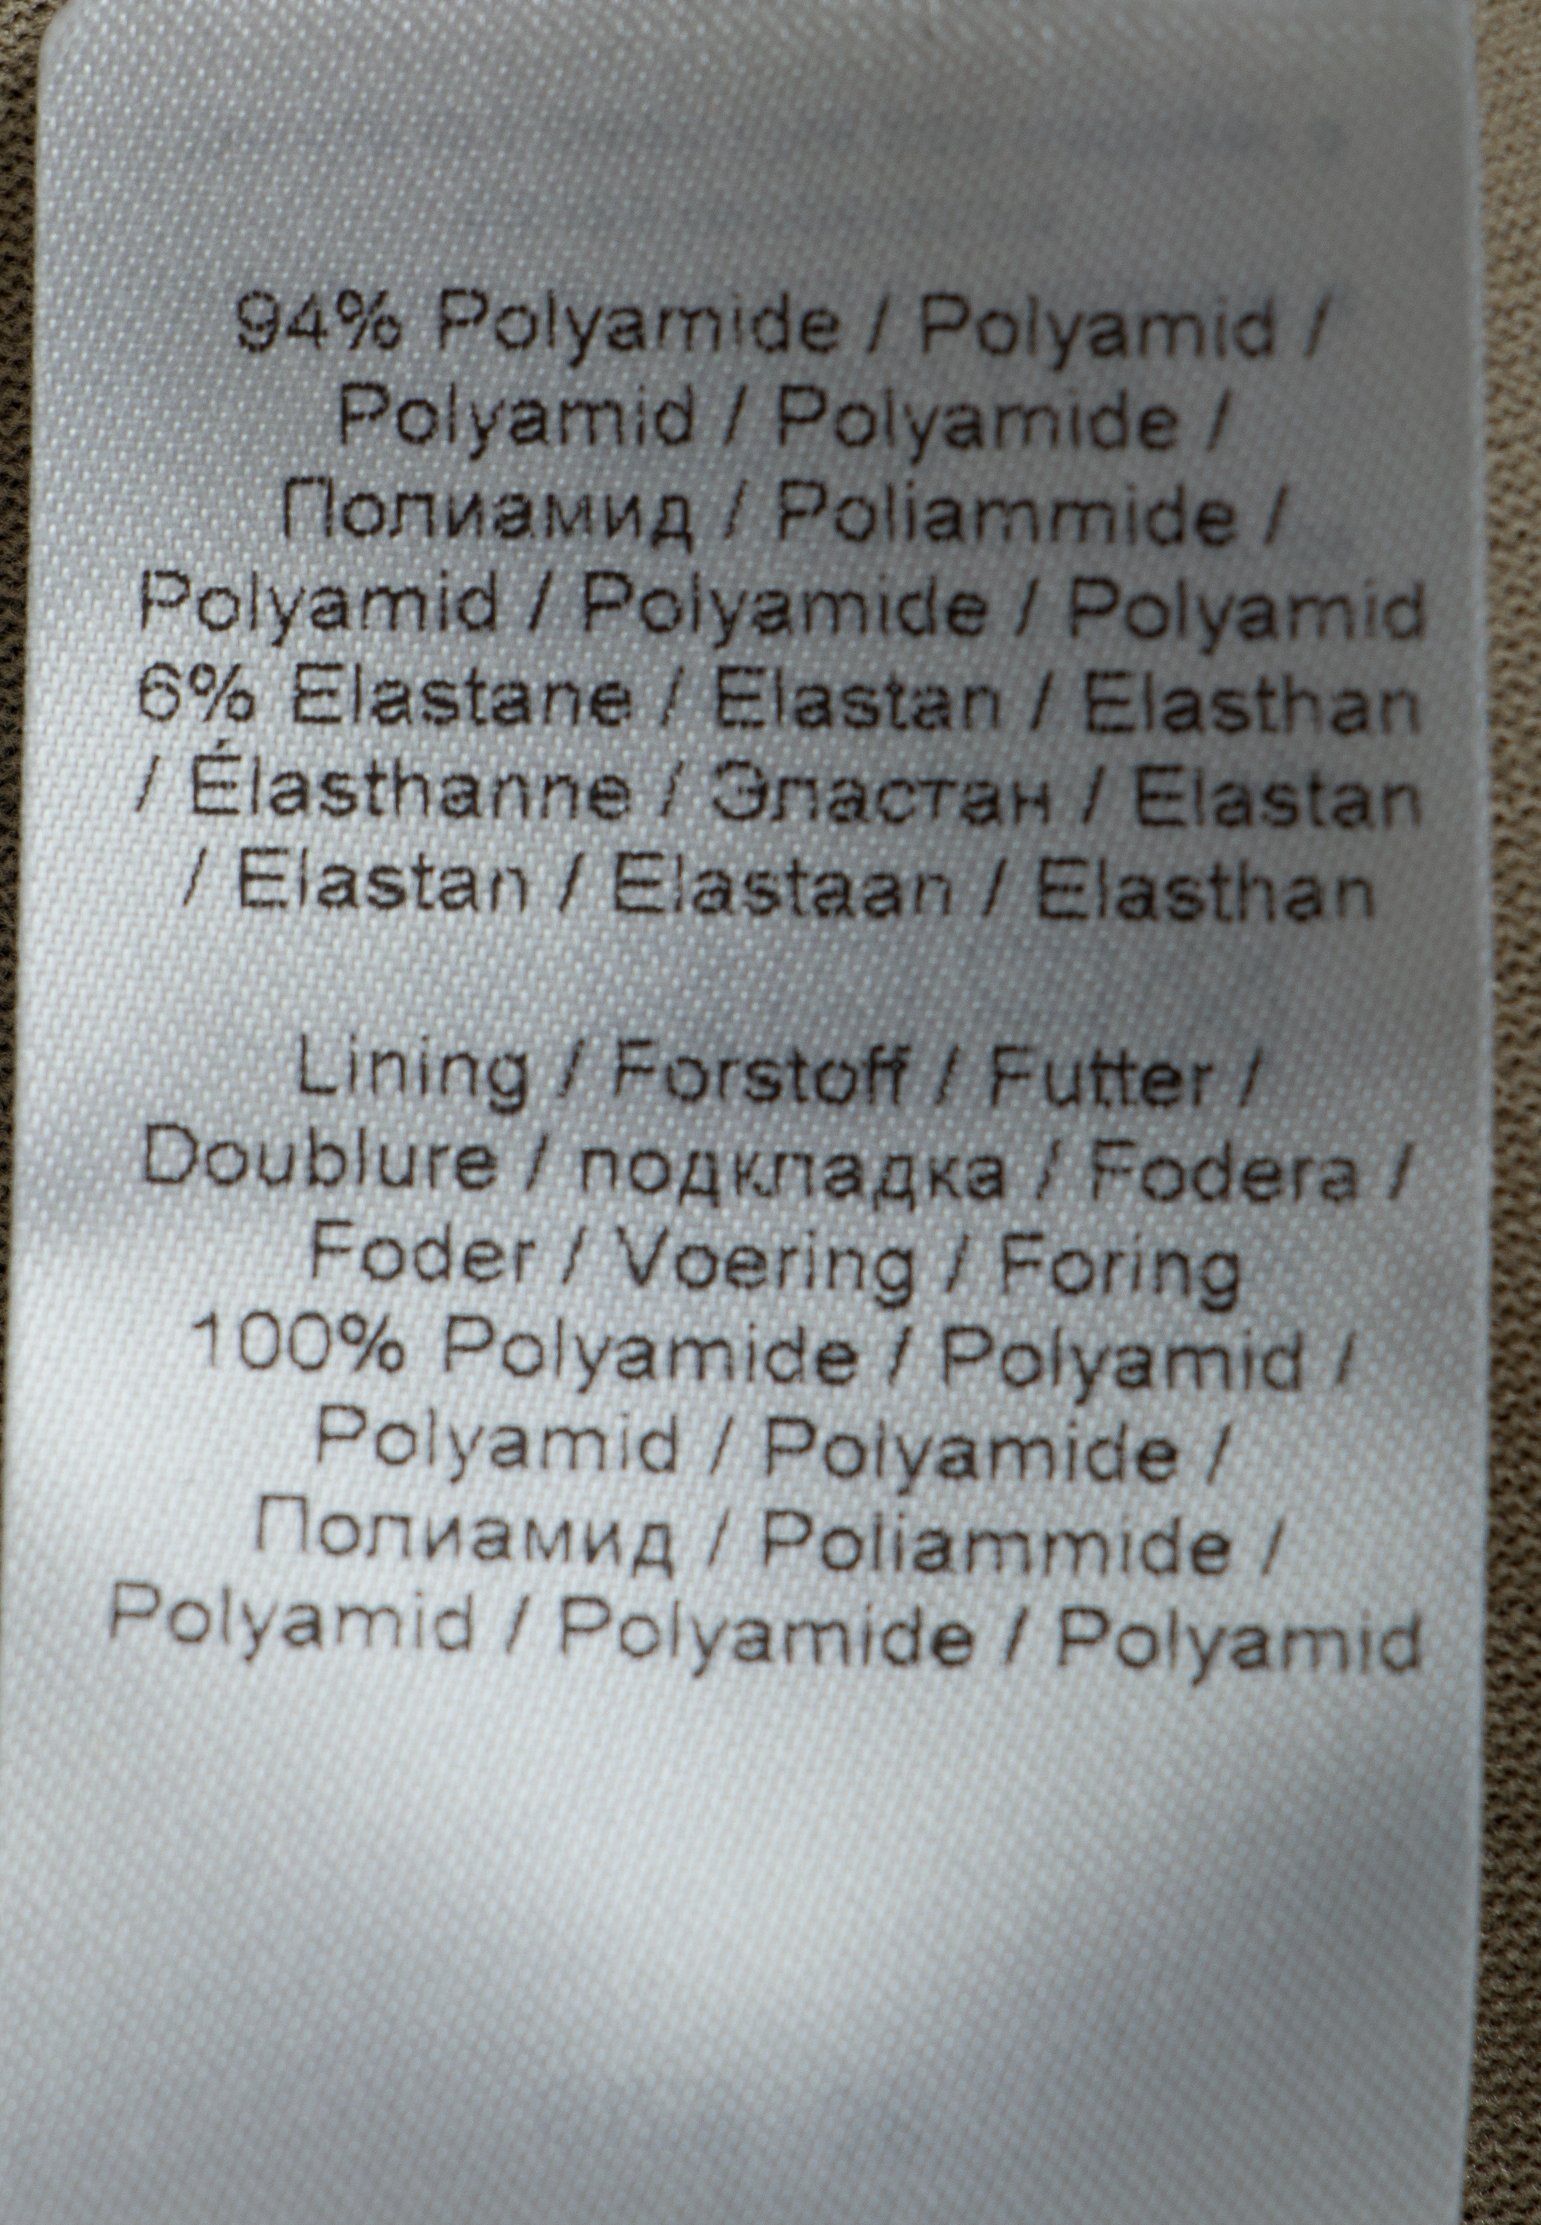 94% Polyamide / Polyamid /
Polyamid / Polyamide /
Полиамид / Poliammide /
Polyamid / Polyamide / Polyamid
6% Elastane / Elastan / Elasthan
/ Élasthanne / Эластан / Elastan
/ Elastan / Elastaan / Elasthan
Lining / Forstoff / Futter /
Doublure / подкладка / Fodera /
Foder / Voering / Foring
100% Polyamide / Polyamid /
Polyamid / Polyamide /
Полиамид / Poliammide /
Polyamid / Polyamide / Polyamid